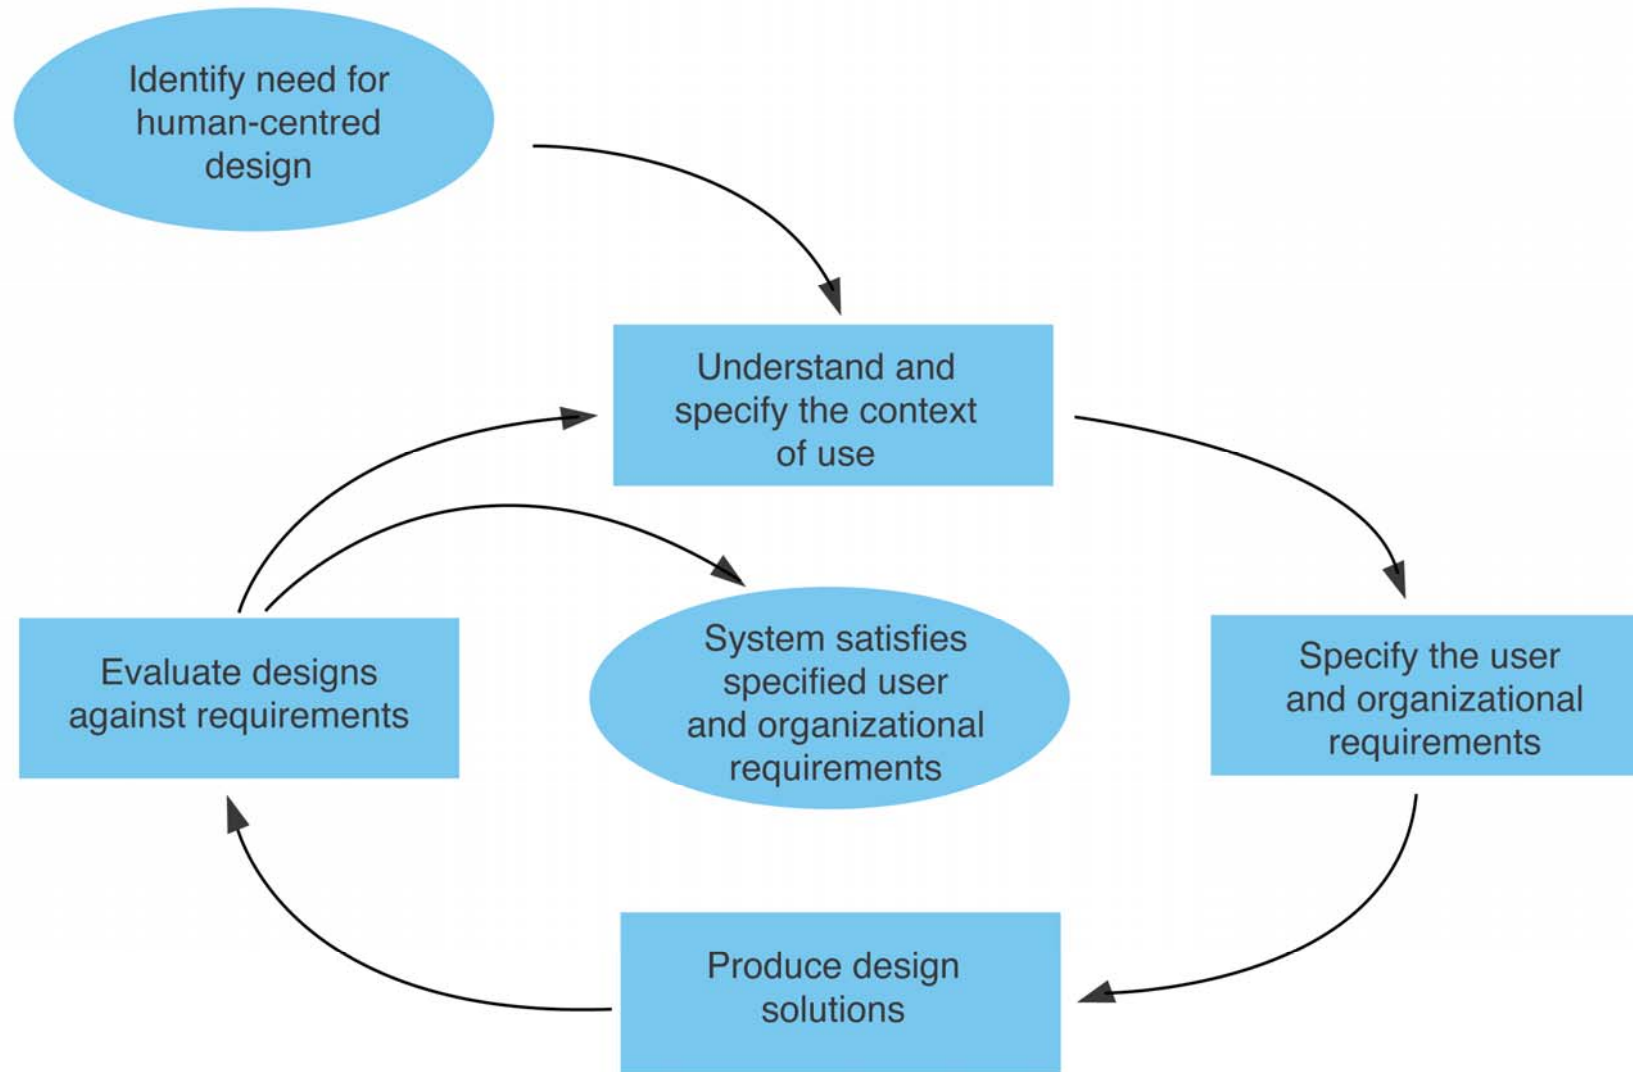 Identify need for
human-centred
design
Understand and
specify the context
of use
Evaluate designs
against requirements
System satisfies
specified user
and organizational
requirements
Specify the user
and organizational
requirements
Produce design
solutions